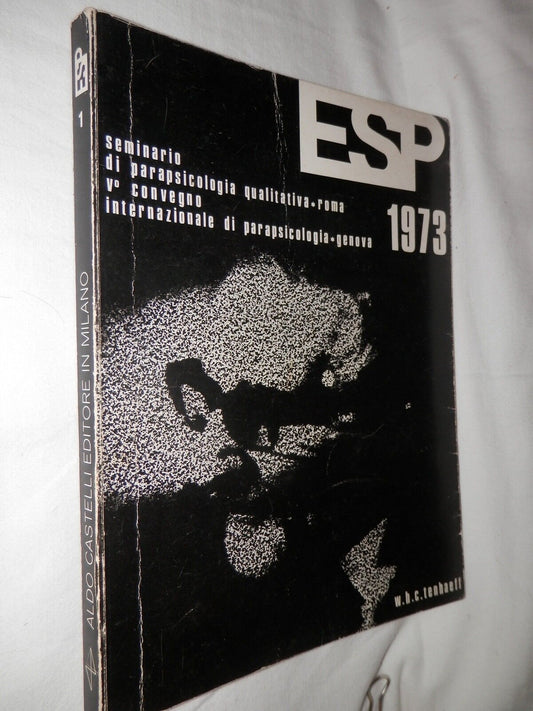 ESP
1
ALDO CASTELLI EDITORE IN MILANO
ESP
1973
seminario
di parapsicologia qualitativa•roma
v° convegno
internazionale di parapsicologia•genova
w.h.c.tenhaeff